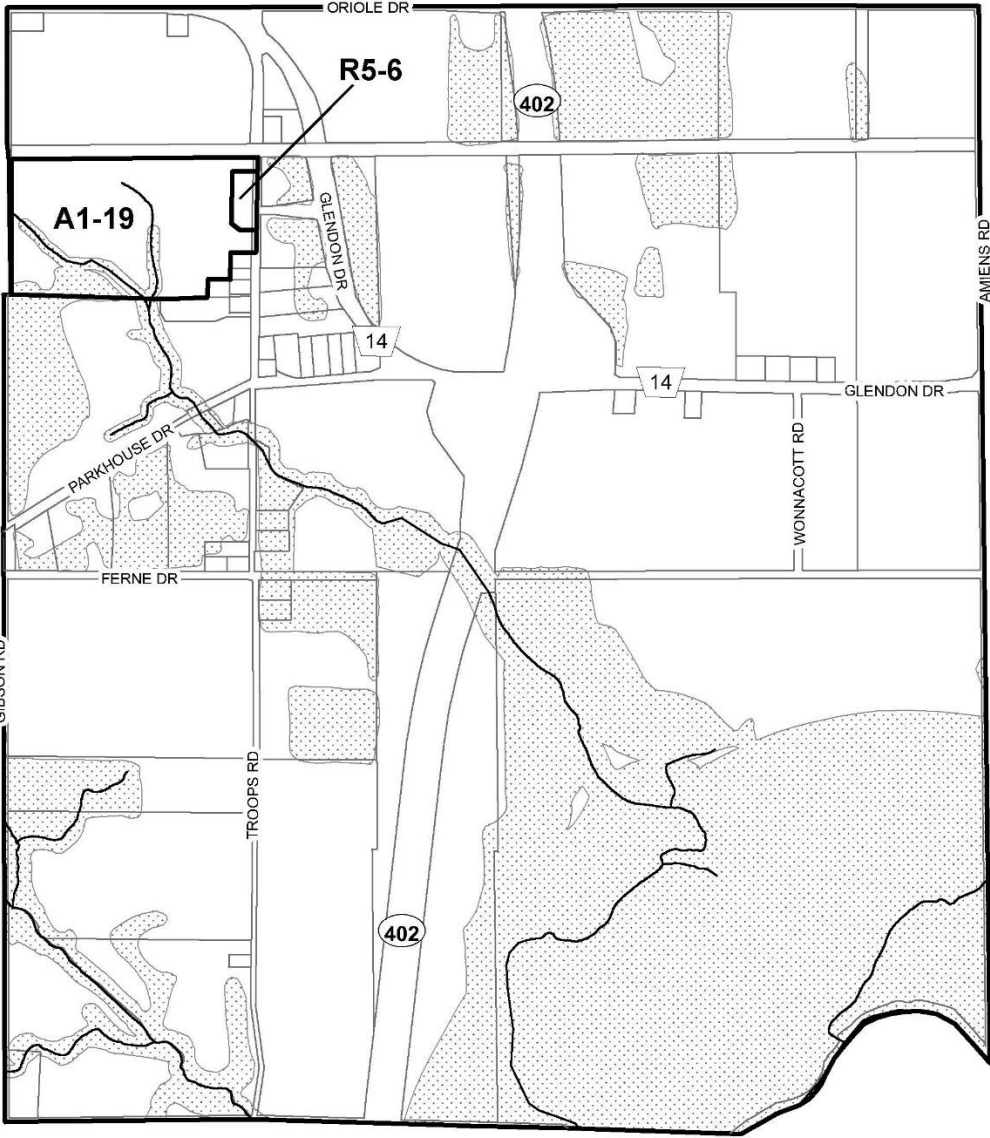 ORIOLE DR
R5-6
402
A1-19
GLENDON DR
AMIENS RD
14
14
GLENDON DR
PARKHOUSE DR
WONNACOTT RD
FERNE DR
GIBSON RD
TROOPS RD
402